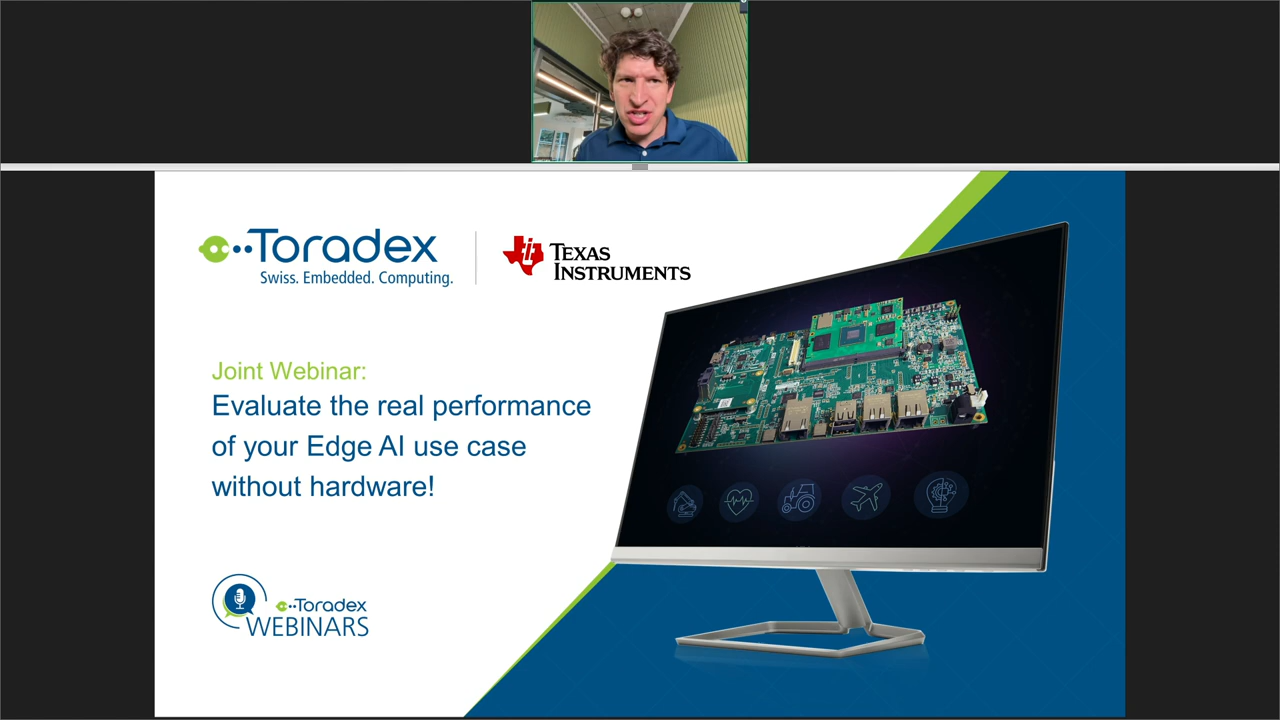 Toradex
Swiss. Embedded. Computing.
TEXAS
INSTRUMENTS
Joint Webinar:
Evaluate the real performance
of your Edge AI use case
without hardware!
Toradex
WEBINARS